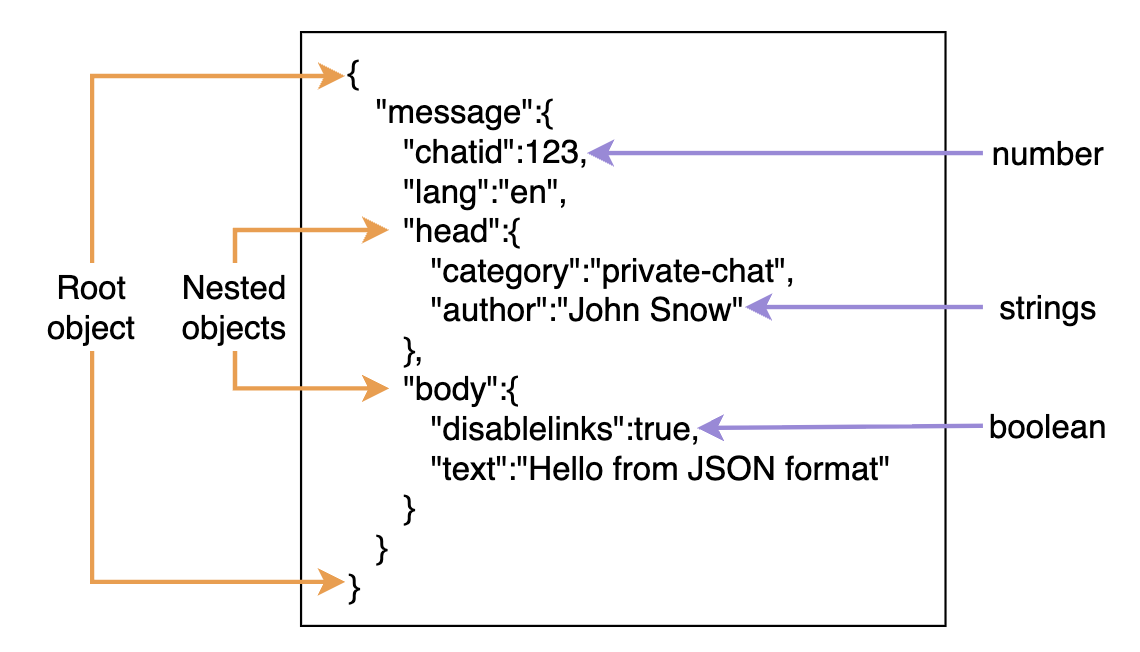 {
"message":{
"chatid":123,
number
"lang":"en",
"head":{
"category":"private-chat",
Root
object
Nested
objects
"author":"John Snow"
strings
},
"body":{
"disablelinks":true,
boolean
"text":"Hello from JSON format"
}
}
}